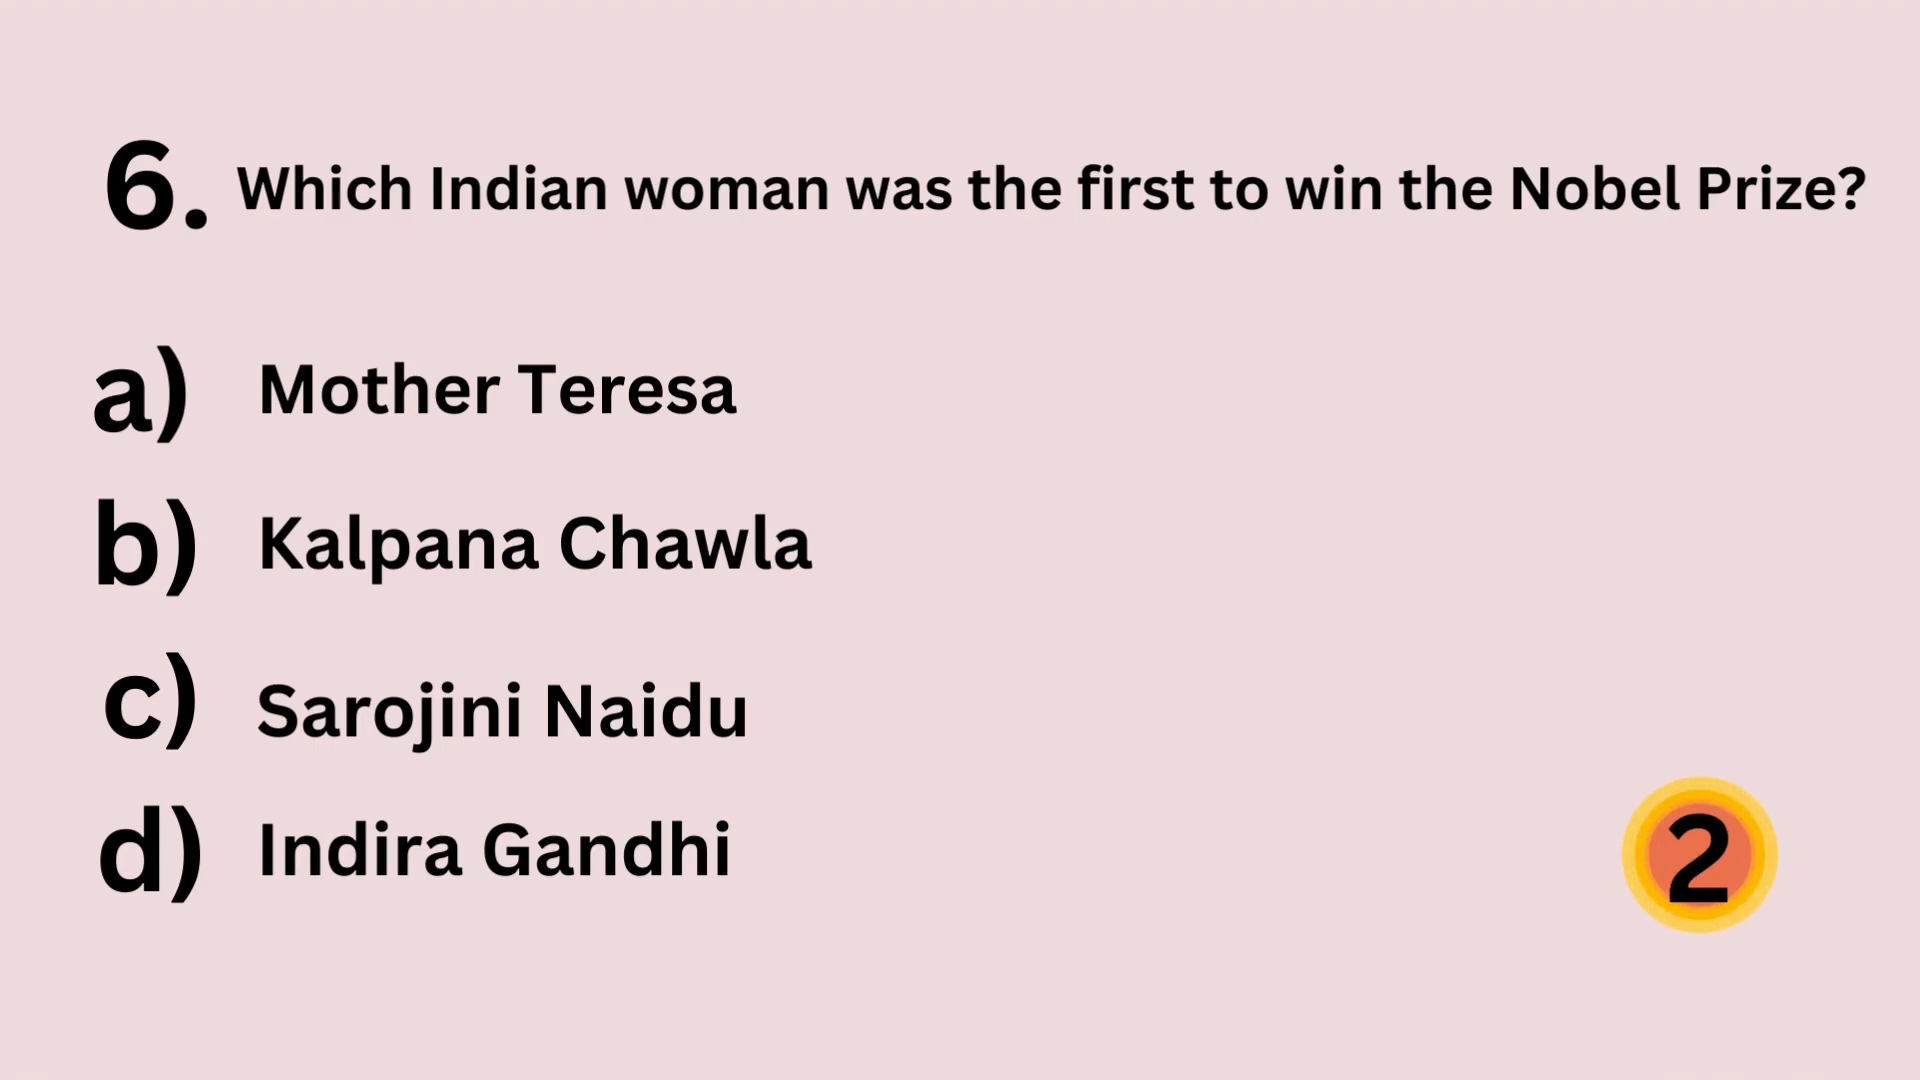 6. Which Indian woman was the first to win the Nobel Prize?
a) Mother Teresa
b) Kalpana Chawla
c) Sarojini Naidu
d) Indira Gandhi
2